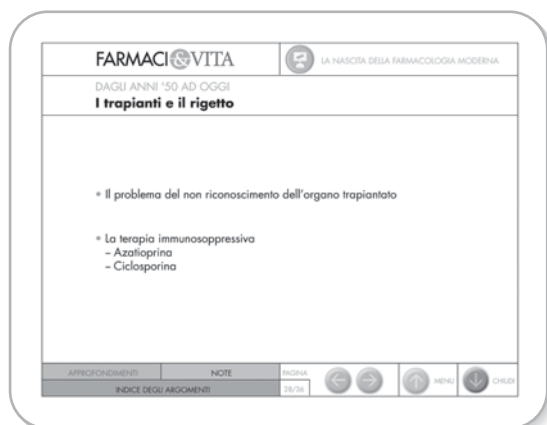 FARMACI&VITA
LA NASCITA DELLA FARMACOLOGIA MODERNA
DAGLI ANNI '50 AD OGGI
I trapianti e il rigetto
• Il problema del non riconoscimento dell'organo trapiantato
• La terapia immunosoppressiva
– Azatioprina
– Ciclosporina
APPROFONDIMENTI NOTE PAGINA
MENU CHIUDI
INDICE DEGLI ARGOMENTI 28/36